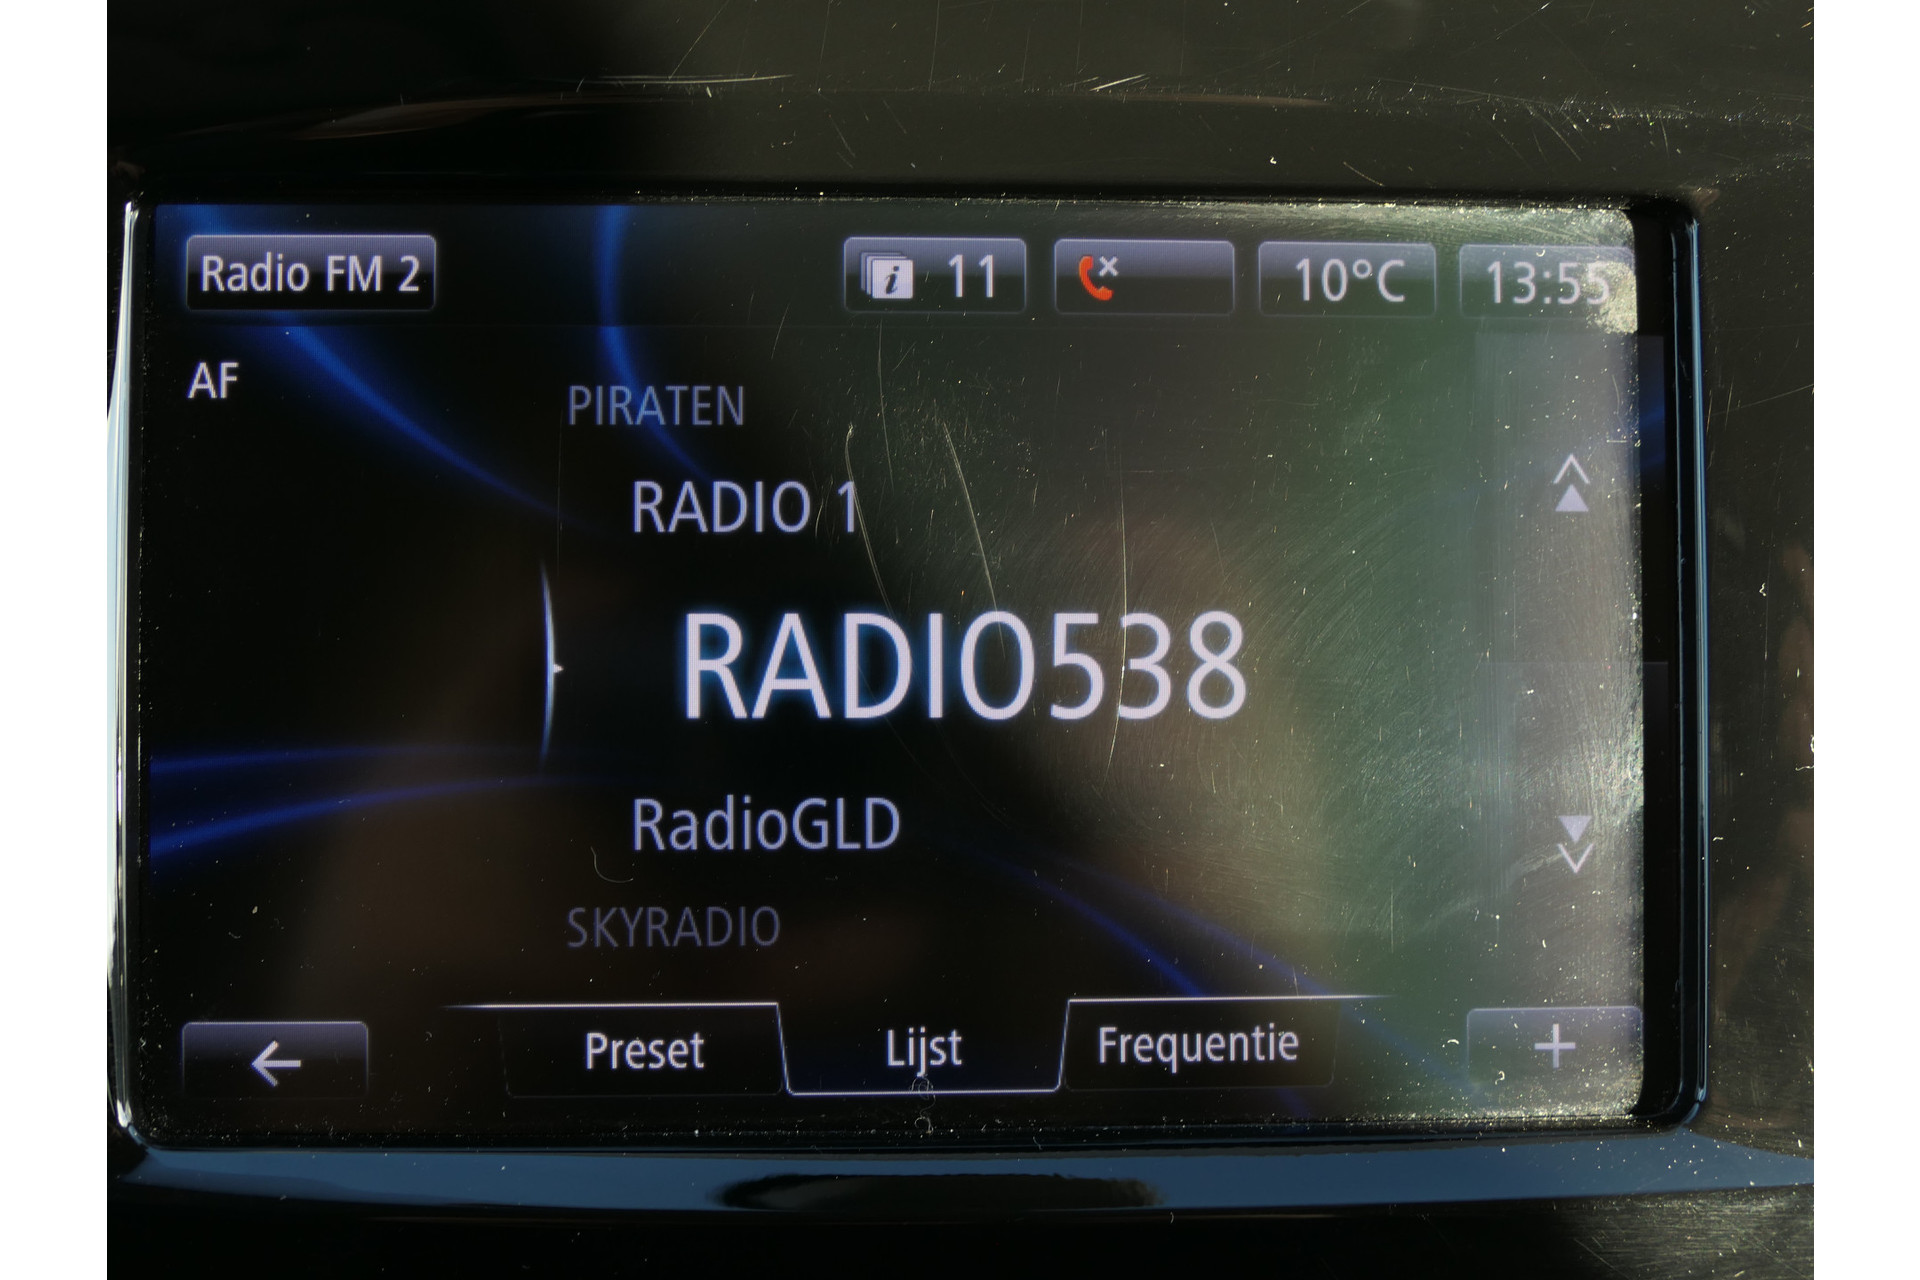 Radio FM 2 i 11 10°C 13:55
AF
PIRATEN
RADIO 1
RADIO538
RadioGLD
SKYRADIO
Preset Lijst Frequentie